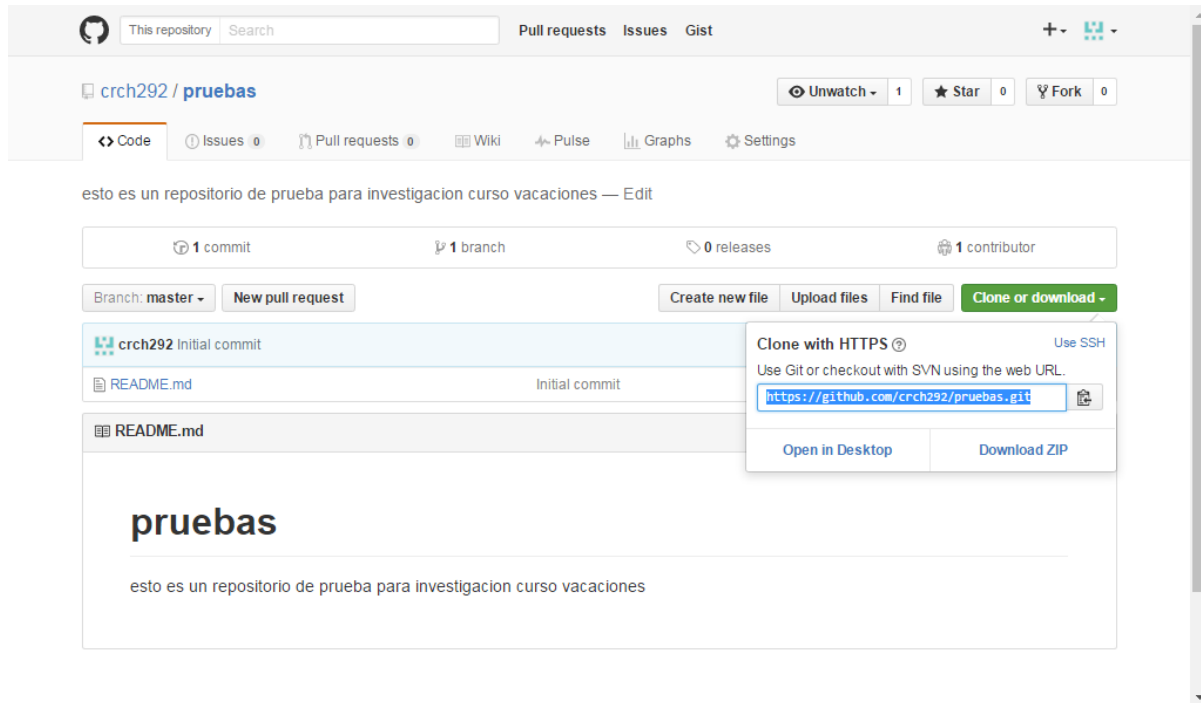 This repository Search Pull requests Issues Gist
crch292 / pruebas Unwatch 1 Star 0 Fork 0
Code Issues 0 Pull requests 0 Wiki Pulse Graphs Settings
esto es un repositorio de prueba para investigacion curso vacaciones — Edit
1 commit 1 branch 0 releases 1 contributor
Branch: master New pull request Create new file Upload files Find file Clone or download
crch292 Initial commit
README.md Initial commit
Clone with HTTPS ? Use SSH
Use Git or checkout with SVN using the web URL.
https://github.com/crch292/pruebas.git
Open in Desktop Download ZIP
README.md
pruebas
esto es un repositorio de prueba para investigacion curso vacaciones